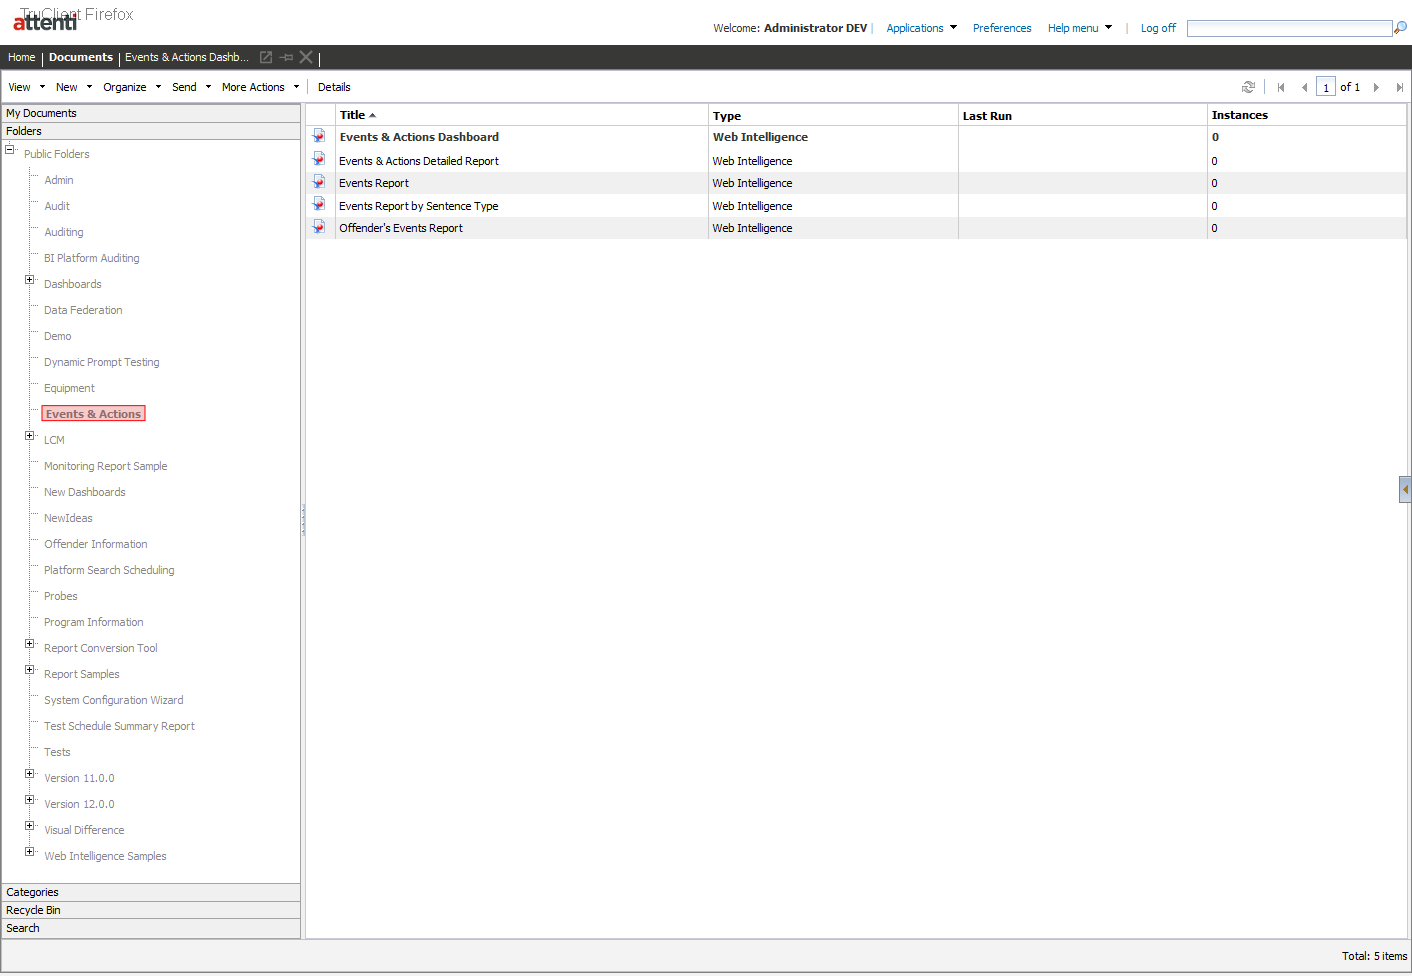 TruClient Firefox
attenti
Welcome: Administrator DEV
Applications
Preferences
Help menu
Log off
Home
Documents
Events & Actions Dashb...
View
New
Organize
Send
More Actions
Details
1 of 1
My Documents
Folders
Public Folders
Admin
Audit
Auditing
BI Platform Auditing
Dashboards
Data Federation
Demo
Dynamic Prompt Testing
Equipment
Events & Actions
LCM
Monitoring Report Sample
New Dashboards
NewIdeas
Offender Information
Platform Search Scheduling
Probes
Program Information
Report Conversion Tool
Report Samples
System Configuration Wizard
Test Schedule Summary Report
Tests
Version 11.0.0
Version 12.0.0
Visual Difference
Web Intelligence Samples
Categories
Recycle Bin
Search
Title Type Last Run Instances
Events & Actions Dashboard Web Intelligence 0
Events & Actions Detailed Report Web Intelligence 0
Events Report Web Intelligence 0
Events Report by Sentence Type Web Intelligence 0
Offender's Events Report Web Intelligence 0
Total: 5 items